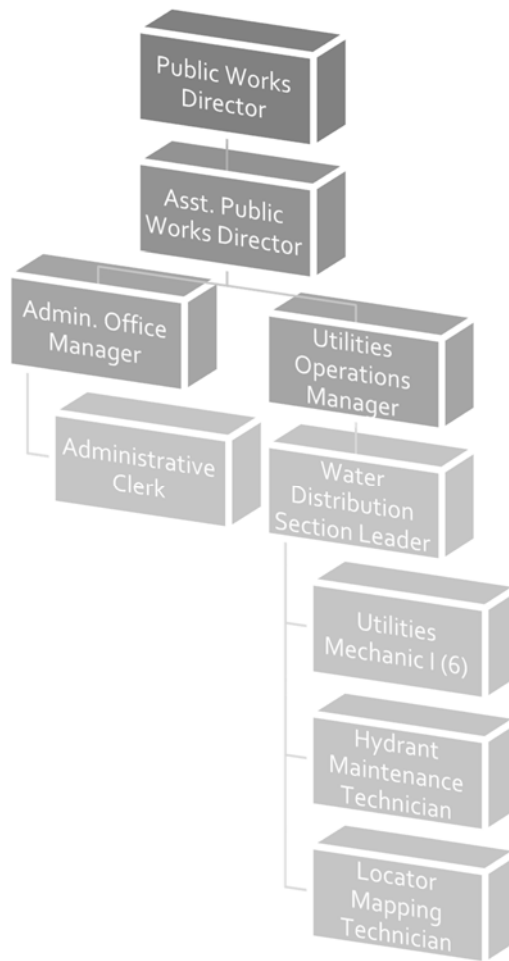 Public Works
Director
Asst. Public
Works Director
Admin. Office
Manager
Administrative
Clerk
Utilities
Operations
Manager
Water
Distribution
Section Leader
Utilities
Mechanic I (6)
Hydrant
Maintenance
Technician
Locator
Mapping
Technician